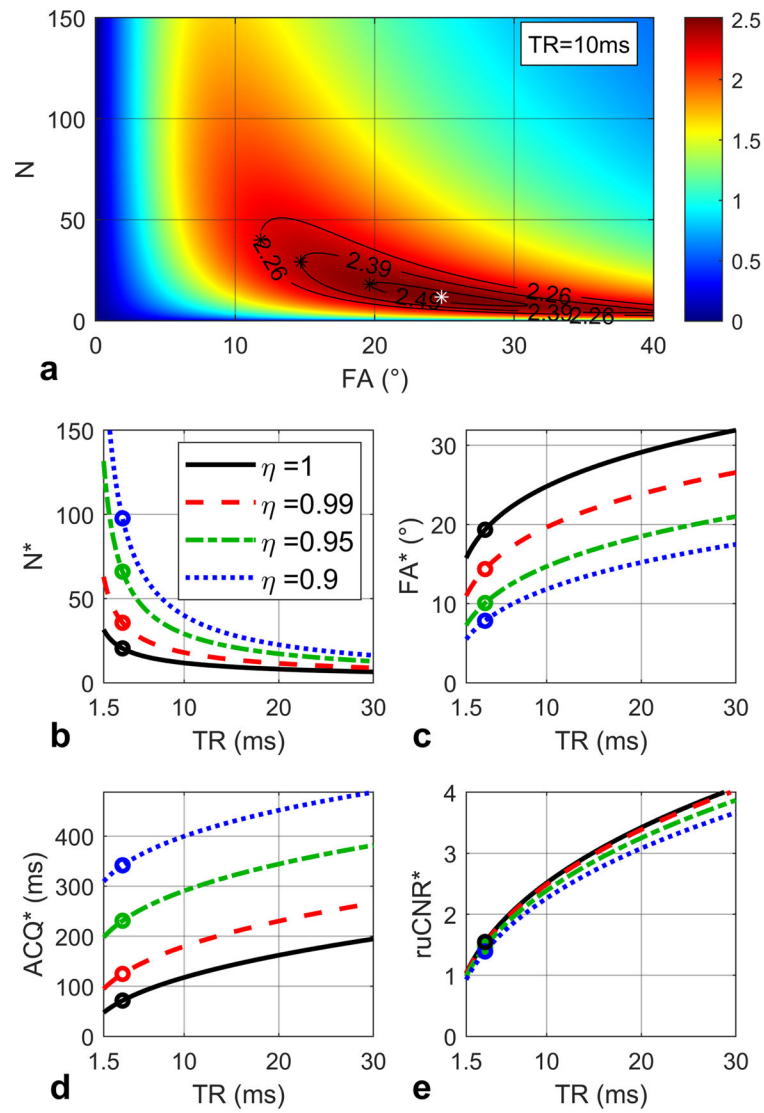 150
100
50
0
N
0
10
20
30
40
FA (°)
TR=10ms
2.26
2.39
2.49
2.26
2.39
2.26
2.5
2
1.5
1
0.5
0
a
150
100
50
0
N*
1.5
10
20
30
TR (ms)
η =1
η =0.99
η =0.95
η =0.9
b
30
20
10
0
FA* (°)
1.5
10
20
30
TR (ms)
c
400
300
200
100
0
ACQ* (ms)
1.5
10
20
30
TR (ms)
d
4
3
2
1
0
ruCNR*
1.5
10
20
30
TR (ms)
e